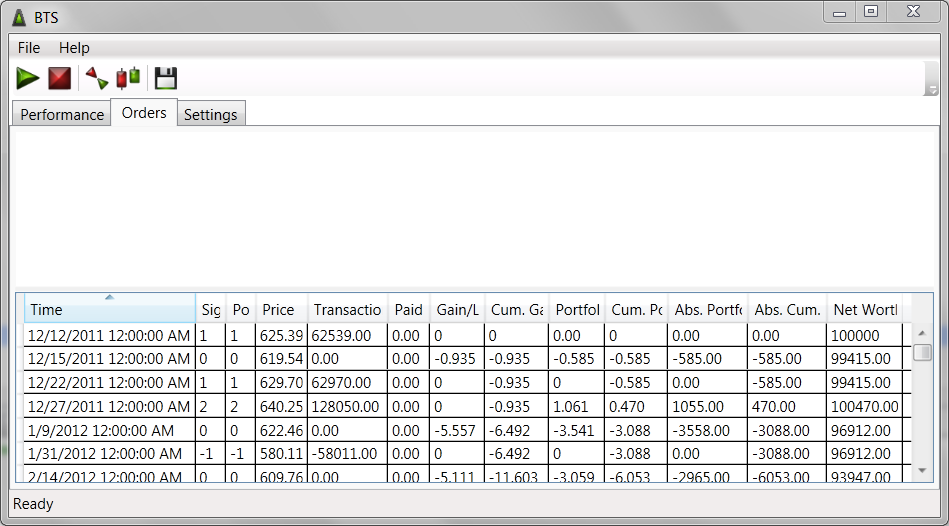 BTS
File Help
Performance Orders Settings
Time Sig Po Price Transactio Paid Gain/L Cum. Ga Portfol Cum. Po Abs. Portfo Abs. Cum. Net Wortl
12/12/2011 12:00:00 AM 1 1 625.39 62539.00 0.00 0 0 0.00 0 0.00 0.00 100000
12/15/2011 12:00:00 AM 0 0 619.54 0.00 0.00 -0.935 -0.935 -0.585 -0.585 -585.00 -585.00 99415.00
12/22/2011 12:00:00 AM 1 1 629.70 62970.00 0.00 0 -0.935 0 -0.585 0.00 -585.00 99415.00
12/27/2011 12:00:00 AM 2 2 640.25 128050.00 0.00 0 -0.935 1.061 0.470 1055.00 470.00 100470.00
1/9/2012 12:00:00 AM 0 0 622.46 0.00 0.00 -5.557 -6.492 -3.541 -3.088 -3558.00 -3088.00 96912.00
1/31/2012 12:00:00 AM -1 -1 580.11 -58011.00 0.00 0 -6.492 0 -3.088 0.00 -3088.00 96912.00
2/14/2012 12:00:00 AM 0 0 609.76 0.00 0.00 -5.111 -11.603 -3.059 -6.053 -2965.00 -6053.00 93947.00
Ready